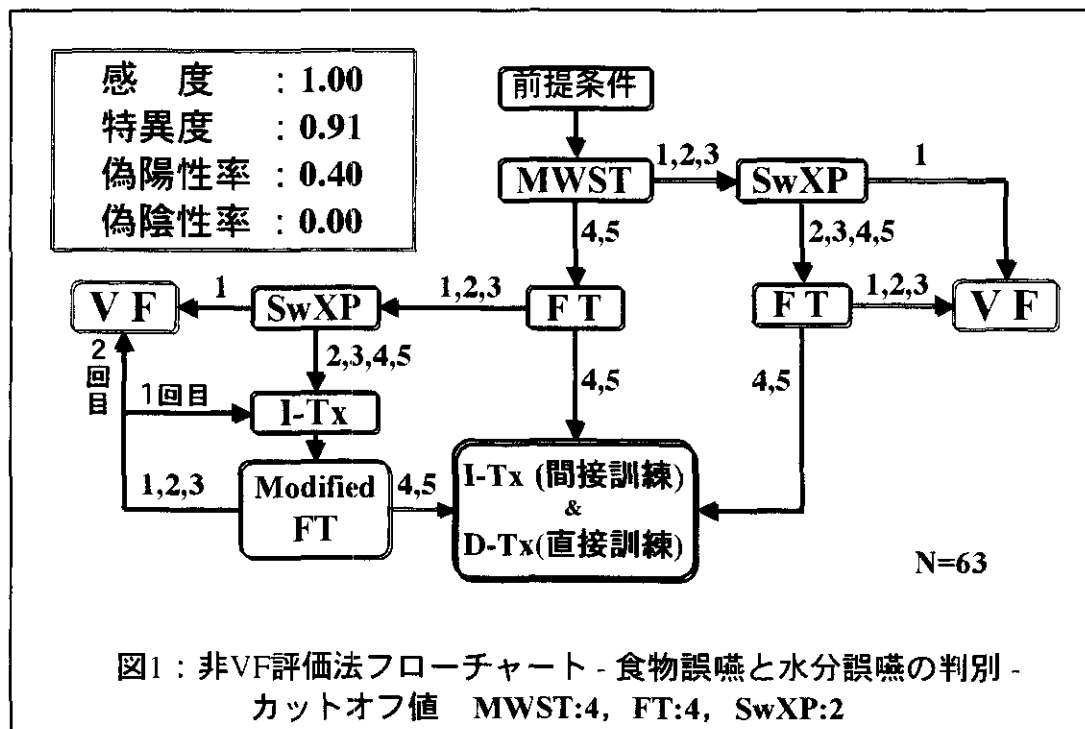 感 度 : 1.00
特異度 : 0.91
偽陽性率 : 0.40
偽陰性率 : 0.00
前提条件
MWST
1,2,3
SwXP
1
4,5
2,3,4,5
VF
1
SwXP
1,2,3
FT
FT
1,2,3
VF
2回目
2,3,4,5
4,5
4,5
1回目
I-Tx
1,2,3
Modified
FT
4,5
I-Tx (間接訓練)
&
D-Tx(直接訓練)
N=63
図1：非VF評価法フローチャート - 食物誤嚥と水分誤嚥の判別 -
カットオフ値 MWST:4, FT:4, SwXP:2